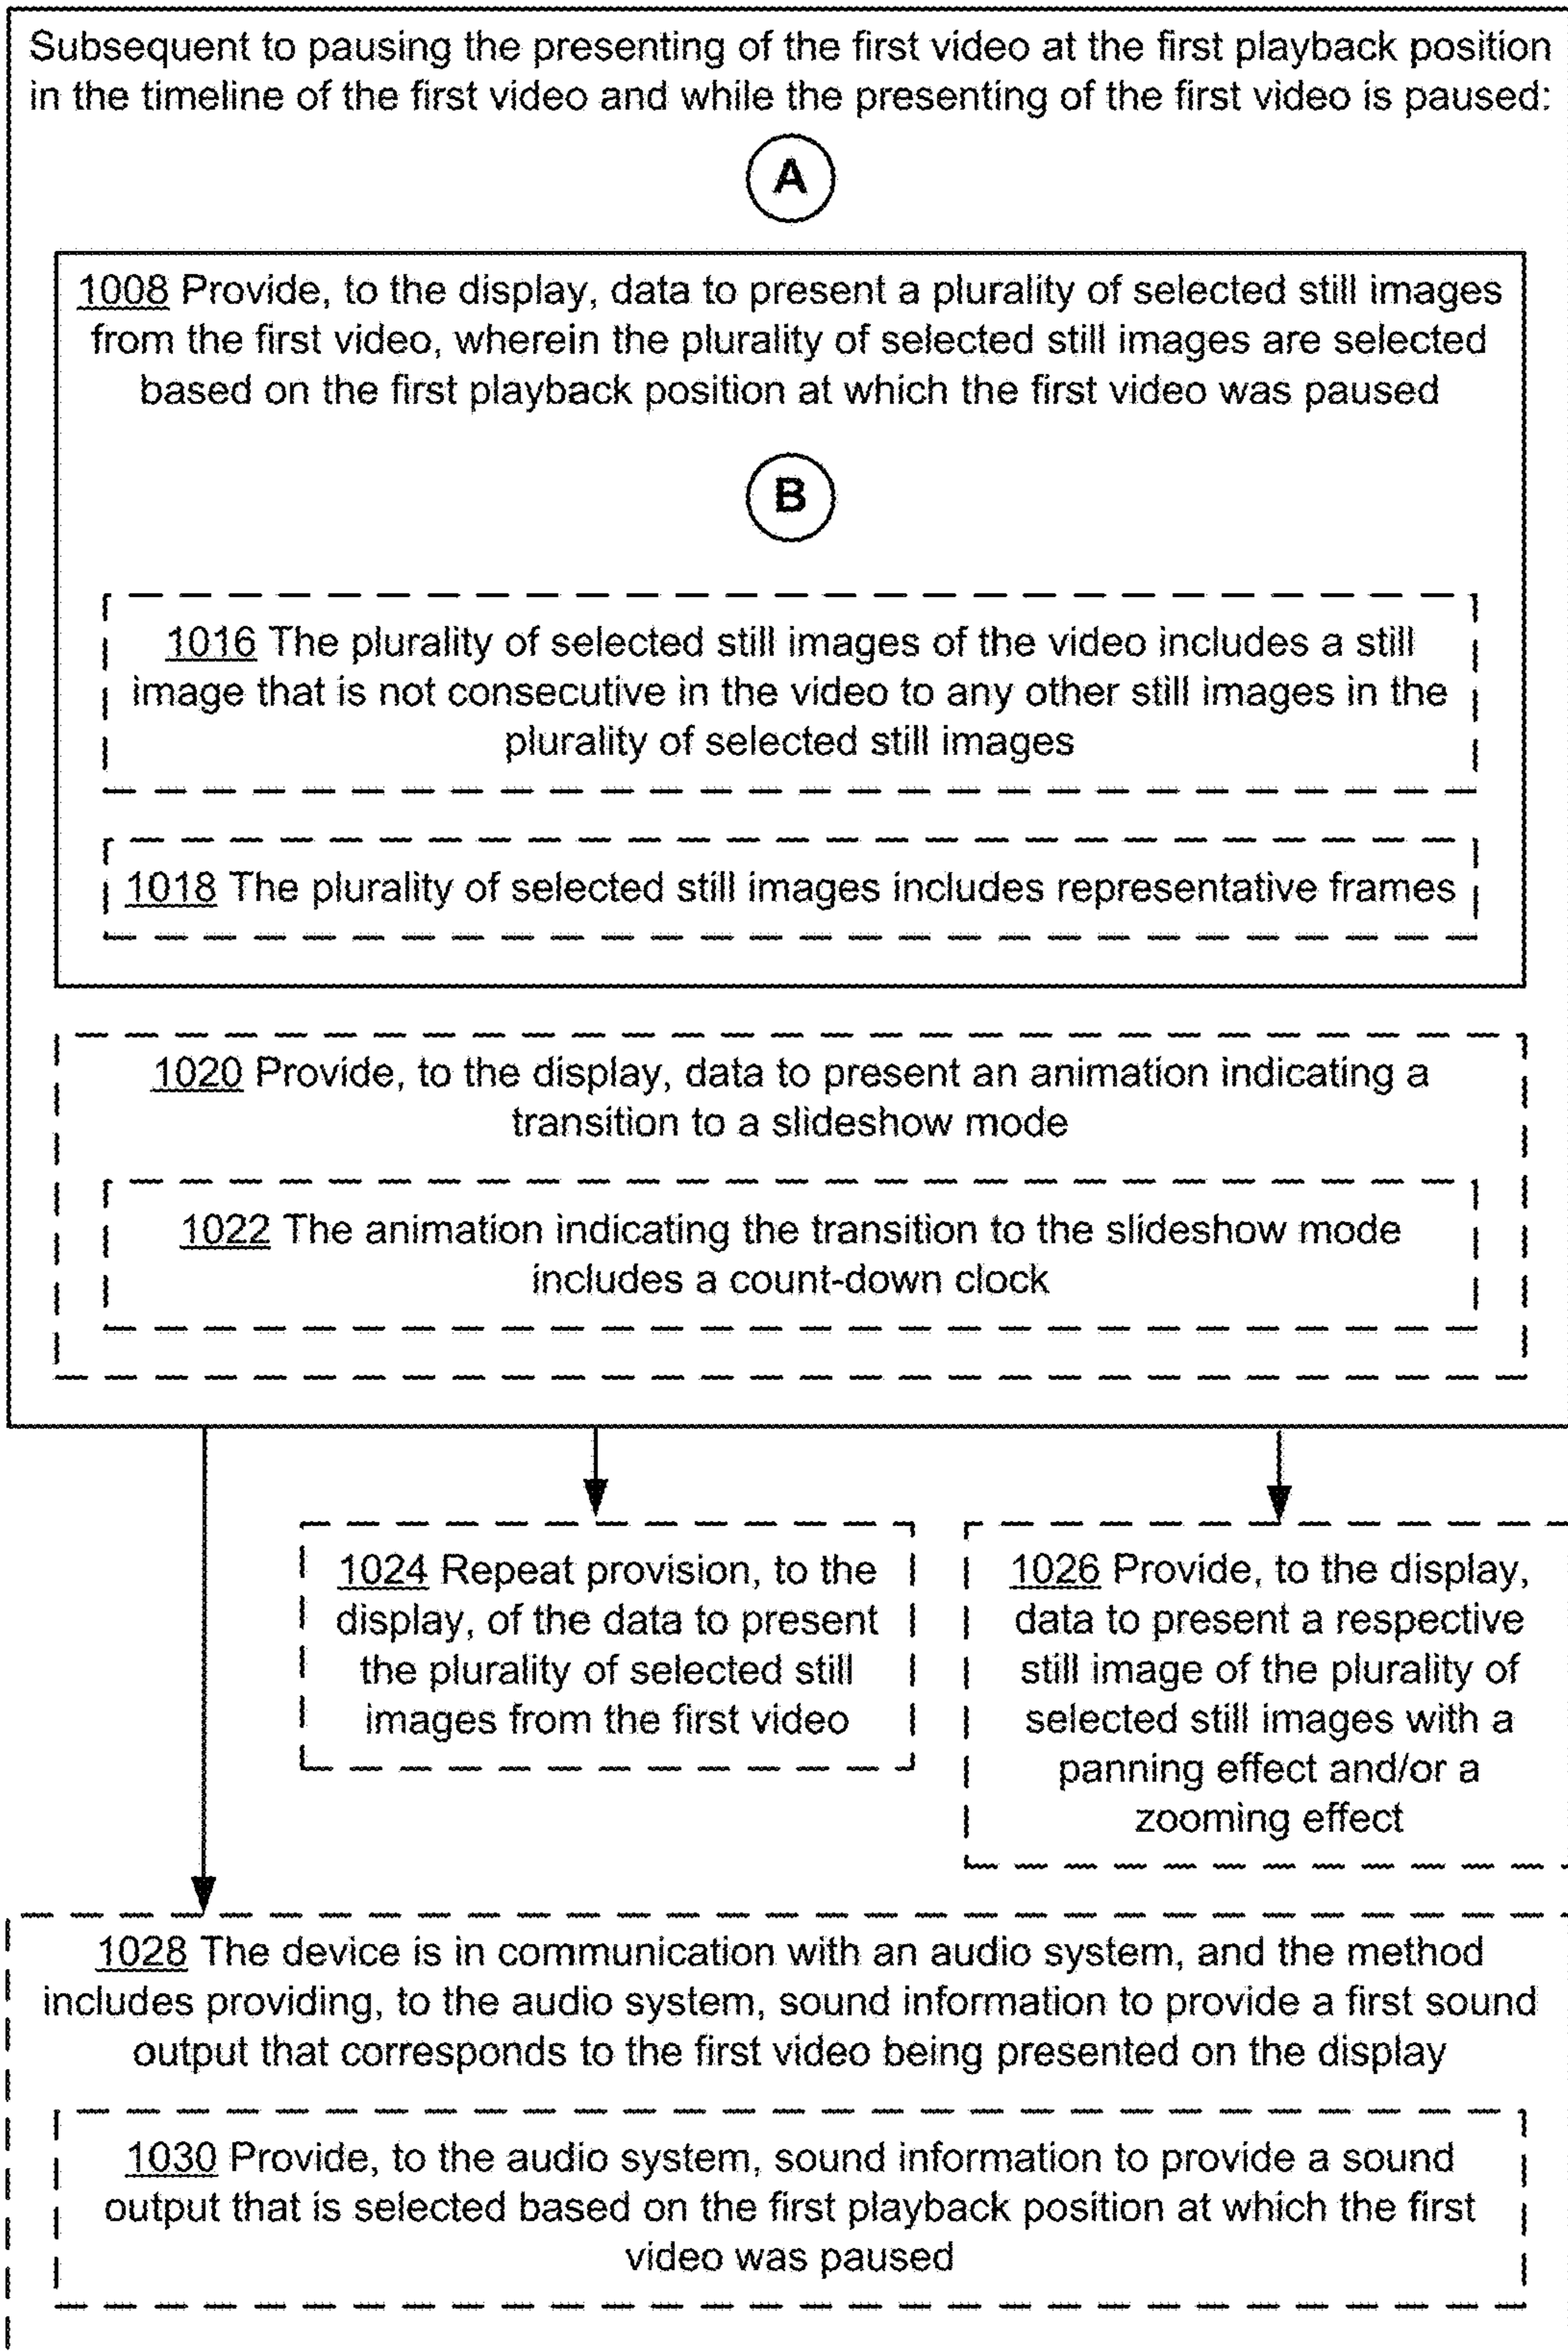 Subsequent to pausing the presenting of the first video at the first playback position
in the timeline of the first video and while the presenting of the first video is paused:
A
1008 Provide, to the display, data to present a plurality of selected still images
from the first video, wherein the plurality of selected still images are selected
based on the first playback position at which the first video was paused
B
1016 The plurality of selected still images of the video includes a still
image that is not consecutive in the video to any other still images in the
plurality of selected still images
1018 The plurality of selected still images includes representative frames
1020 Provide, to the display, data to present an animation indicating a
transition to a slideshow mode
1022 The animation indicating the transition to the slideshow mode
includes a count-down clock
1024 Repeat provision, to the
display, of the data to present
the plurality of selected still
images from the first video
1026 Provide, to the display,
data to present a respective
still image of the plurality of
selected still images with a
panning effect and/or a
zooming effect
1028 The device is in communication with an audio system, and the method
includes providing, to the audio system, sound information to provide a first sound
output that corresponds to the first video being presented on the display
1030 Provide, to the audio system, sound information to provide a sound
output that is selected based on the first playback position at which the first
video was paused